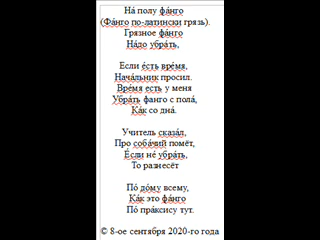 На́ полу фа́нго
(Фа́нго по-латински грязь).
Грязное фа́нго
На́до убра́ть,
Если е́сть вре́мя,
Нача́льник просил.
Вре́мя есть у меня
Убра́ть фанго с пола́,
Ка́к со дна́.
Учитель сказа́л,
Про соба́чий помёт,
Е́сли не́ убра́ть,
То разнесёт
По́ до́му всему,
Ка́к это фа́нго
По́ пра́ксису тут.
© 8-ое сентября 2020-го года